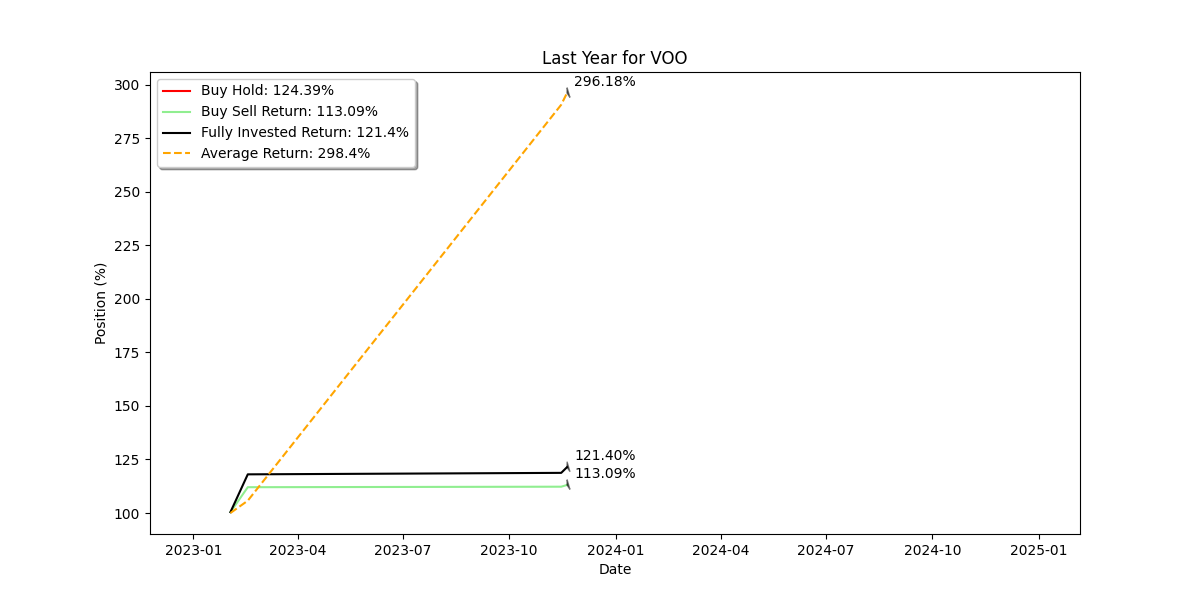 Last Year for VOO
Buy Hold: 124.39%
Buy Sell Return: 113.09%
Fully Invested Return: 121.4%
Average Return: 298.4%
296.18%
121.40%
113.09%
Position (%)
300
275
250
225
200
175
150
125
100
2023-01 2023-04 2023-07 2023-10 2024-01 2024-04 2024-07 2024-10 2025-01
Date